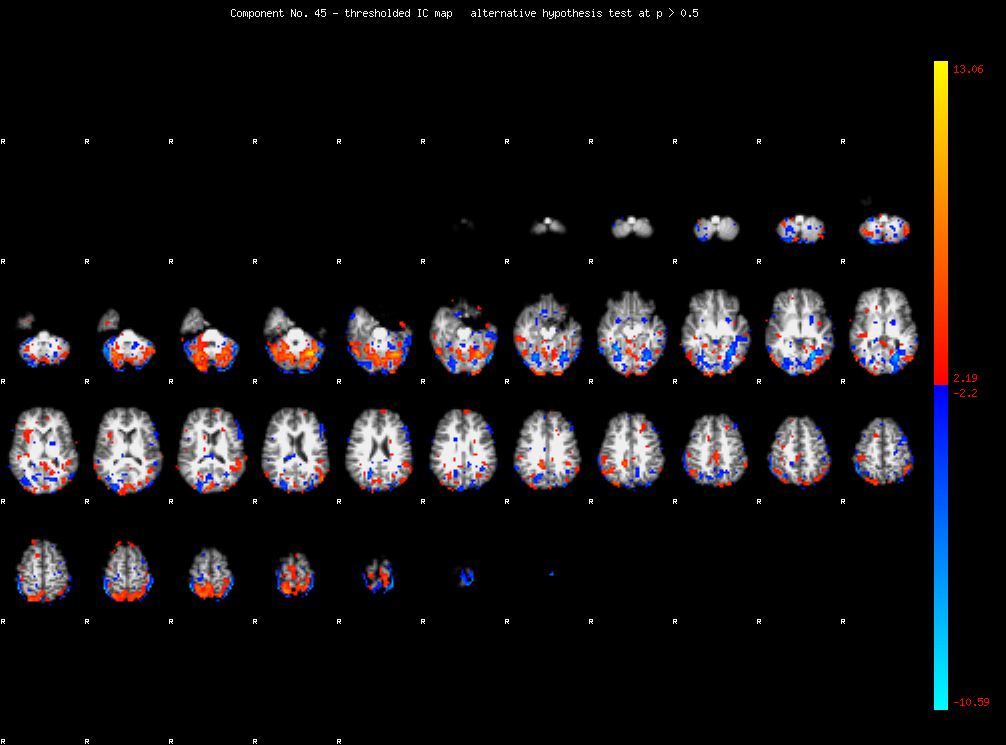 Component No. 45 - thresholded IC map   alternative hypothesis test at p > 0.5
13.06
R R R R R R R R R R R
R R R R R R R R R R R
R R R R R R R R R R R
2.19
-2.2
R R R R R R R R R R R
R R R R R R R R R R R
-10.59
R R R R R